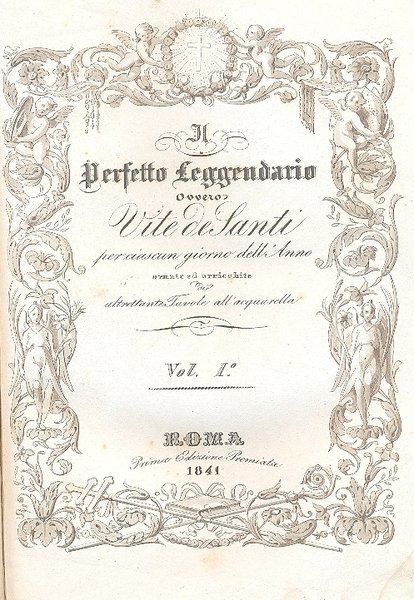 Il
Perfetto Leggendario
Ovvero
Vite de Santi
per ciascun giorno dell'Anno
ornate ed arricchite
di
altrettante Tavole all'acquarella
Vol. I.º
ROMA
Prima Edizione Premiata
1841